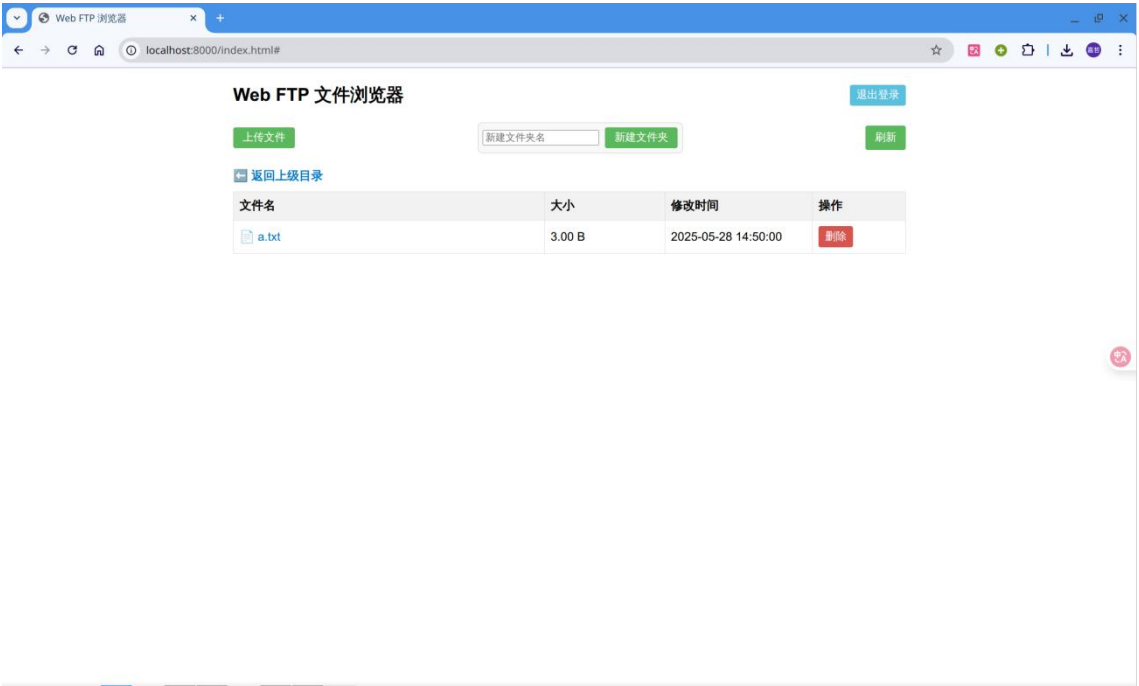 Web FTP 浏览器
localhost:8000/index.html#
Web FTP 文件浏览器 退出登录
上传文件 新建文件夹名 新建文件夹 刷新
返回上级目录
文件名 大小 修改时间 操作
a.txt 3.00 B 2025-05-28 14:50:00 删除